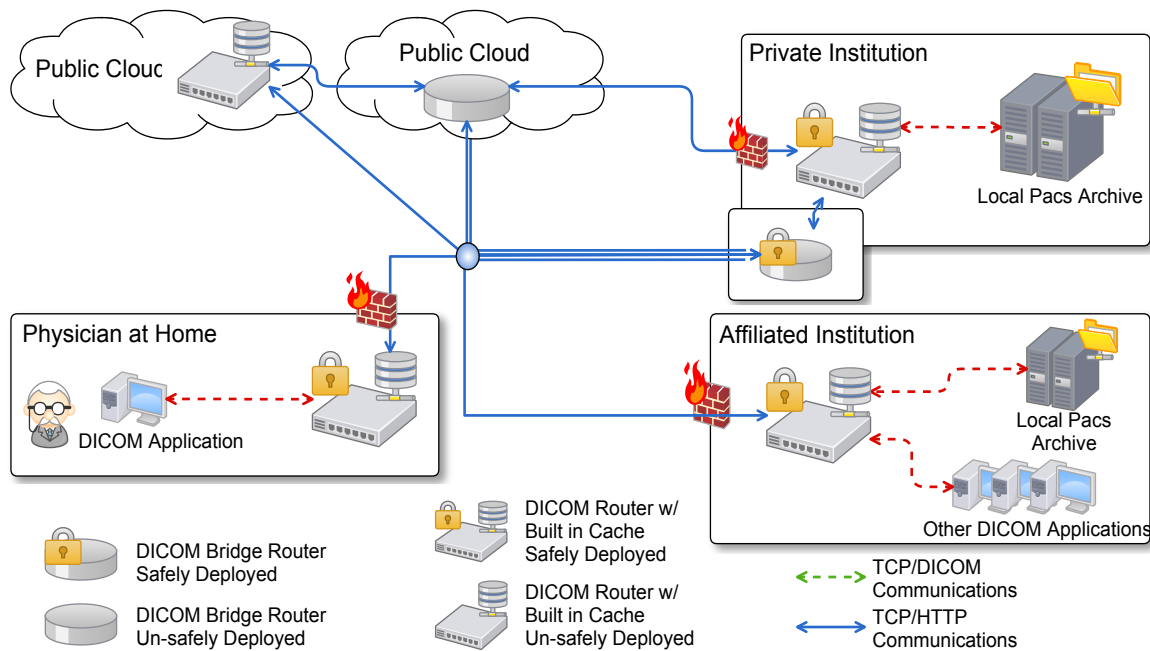 Public Cloud
Public Cloud
Private Institution
Local Pacs Archive
Physician at Home
DICOM Application
Affiliated Institution
Local Pacs
Archive
Other DICOM Applications
DICOM Bridge Router
Safely Deployed
DICOM Bridge Router
Un-safely Deployed
DICOM Router w/
Built in Cache
Safely Deployed
DICOM Router w/
Built in Cache
Un-safely Deployed
TCP/DICOM
Communications
TCP/HTTP
Communications